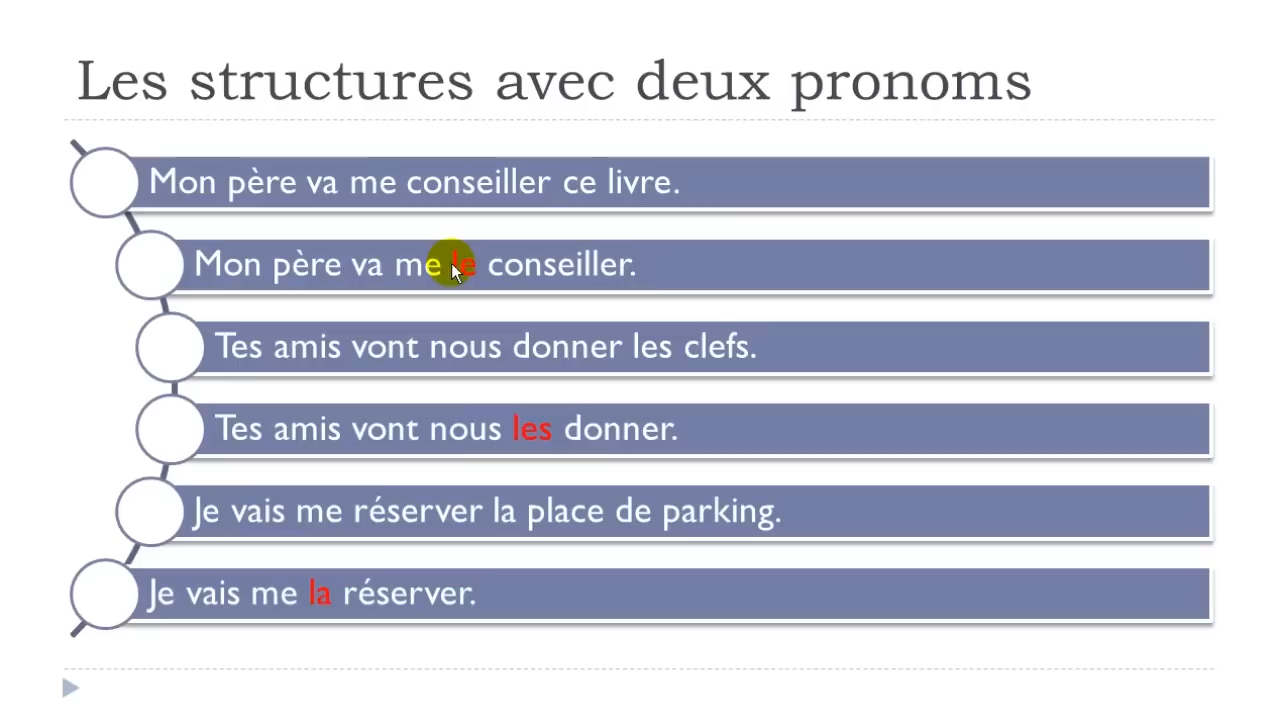 Les structures avec deux pronoms
Mon père va me conseiller ce livre.
Mon père va me le conseiller.
Tes amis vont nous donner les clefs.
Tes amis vont nous les donner.
Je vais me réserver la place de parking.
Je vais me la réserver.